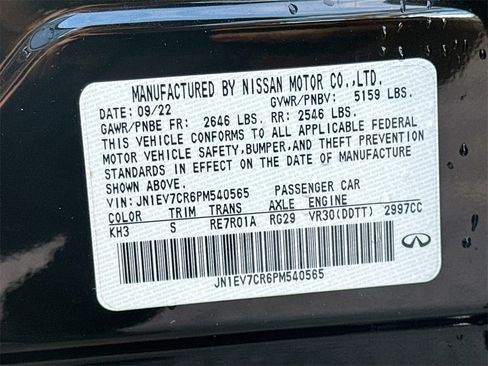 MANUFACTURED BY NISSAN MOTOR CO.,LTD.
DATE: 09/22 GVWR/PNBV: 5159 LBS.
GAWR/PNBE FR: 2646 LBS. RR: 2546 LBS.
THIS VEHICLE CONFORMS TO ALL APPLICABLE FEDERAL
MOTOR VEHICLE SAFETY,BUMPER,AND THEFT PREVENTION
STANDARDS IN EFFECT ON THE DATE OF MANUFACTURE
SHOWN ABOVE.
VIN: JN1EV7CR6PM540565 PASSENGER CAR
COLOR TRIM TRANS AXLE ENGINE
KH3 S RE7R01A RG29 VR30(DDTT) 2997CC
JN1EV7CR6PM540565